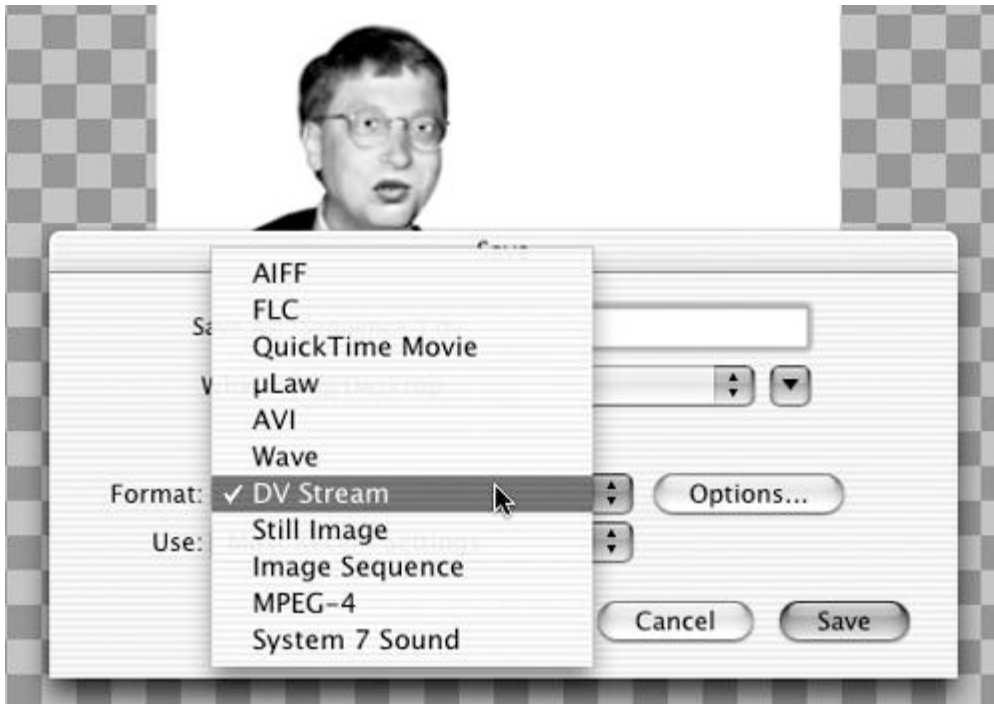 Save
AIFF
FLC
QuickTime Movie
µLaw
AVI
Wave
Format: ✓ DV Stream Options...
Still Image
Use:
Image Sequence
MPEG-4
Cancel Save
System 7 Sound